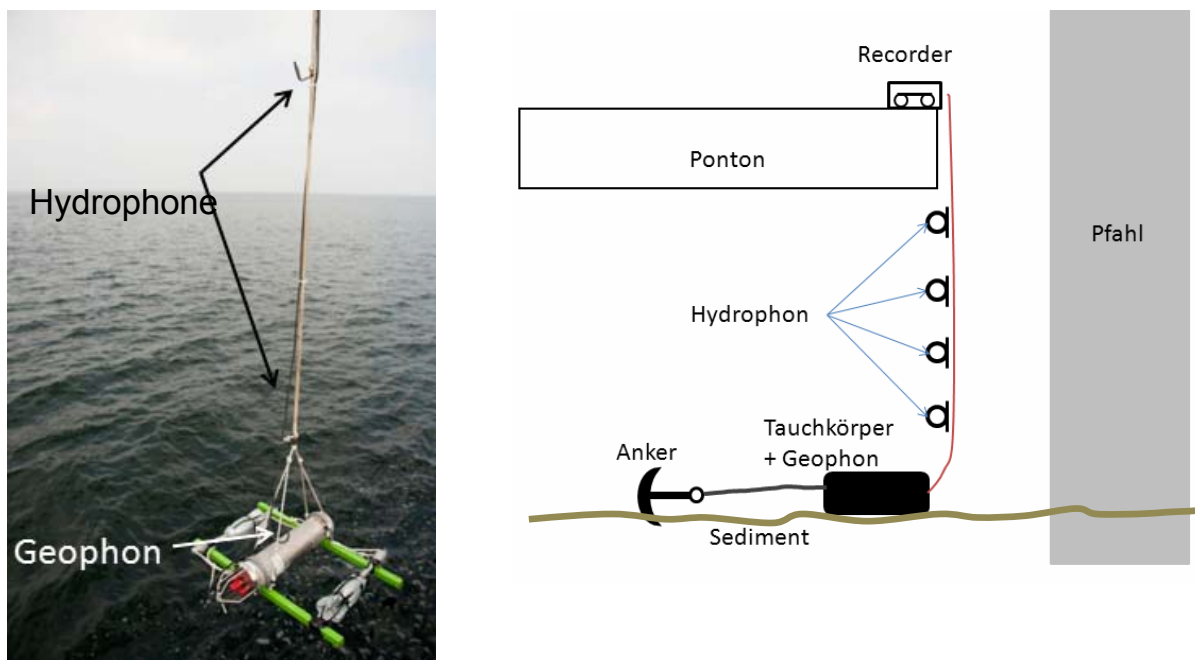 Hydrophone
Geophon
Recorder
Ponton
Pfahl
Hydrophon
Tauchkörper
+ Geophon
Anker
Sediment